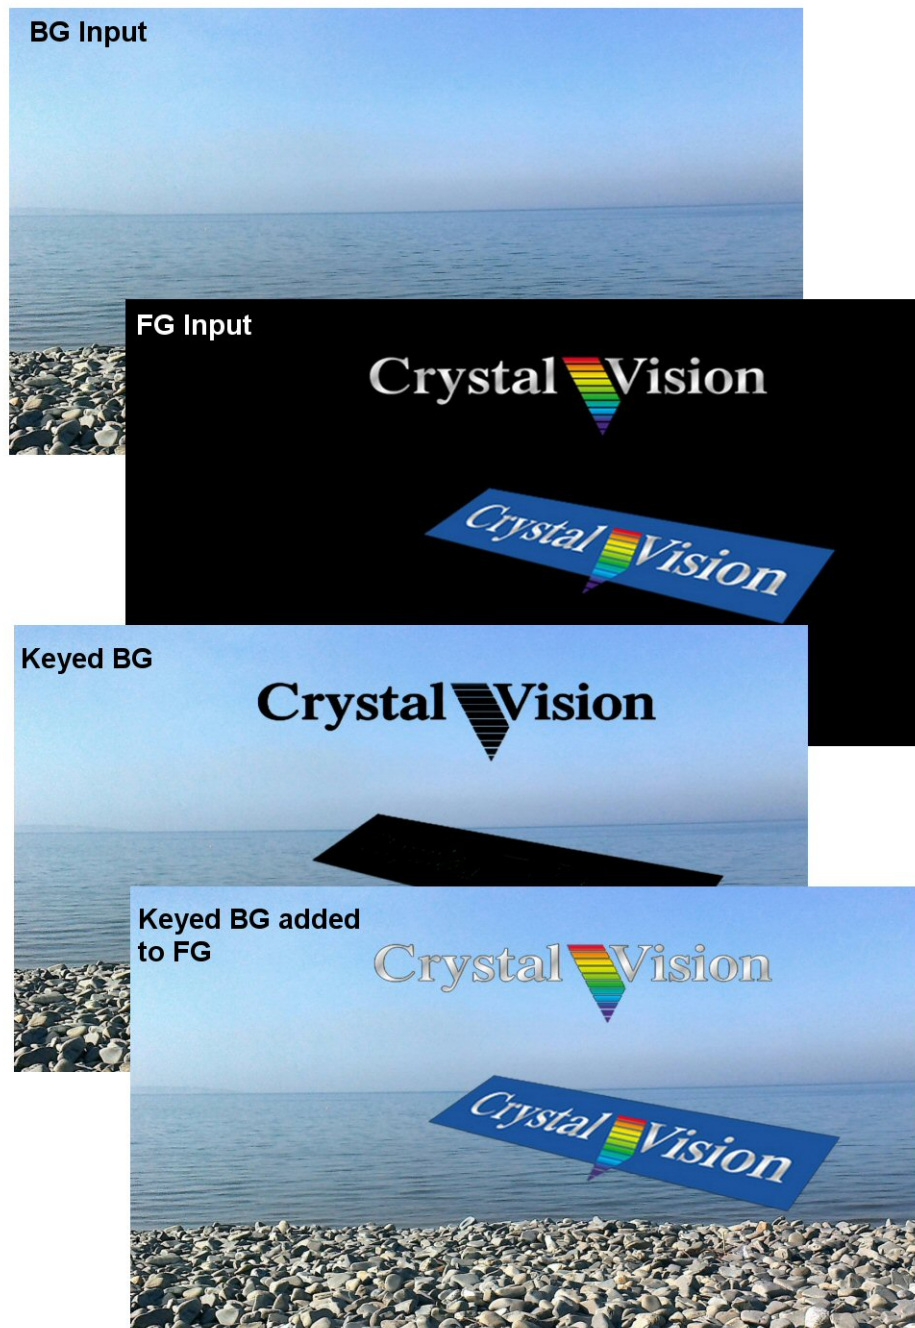 BG Input
FG Input
Crystal Vision
Crystal Vision
Keyed BG
Crystal Vision
Keyed BG added
to FG
Crystal Vision
Crystal Vision